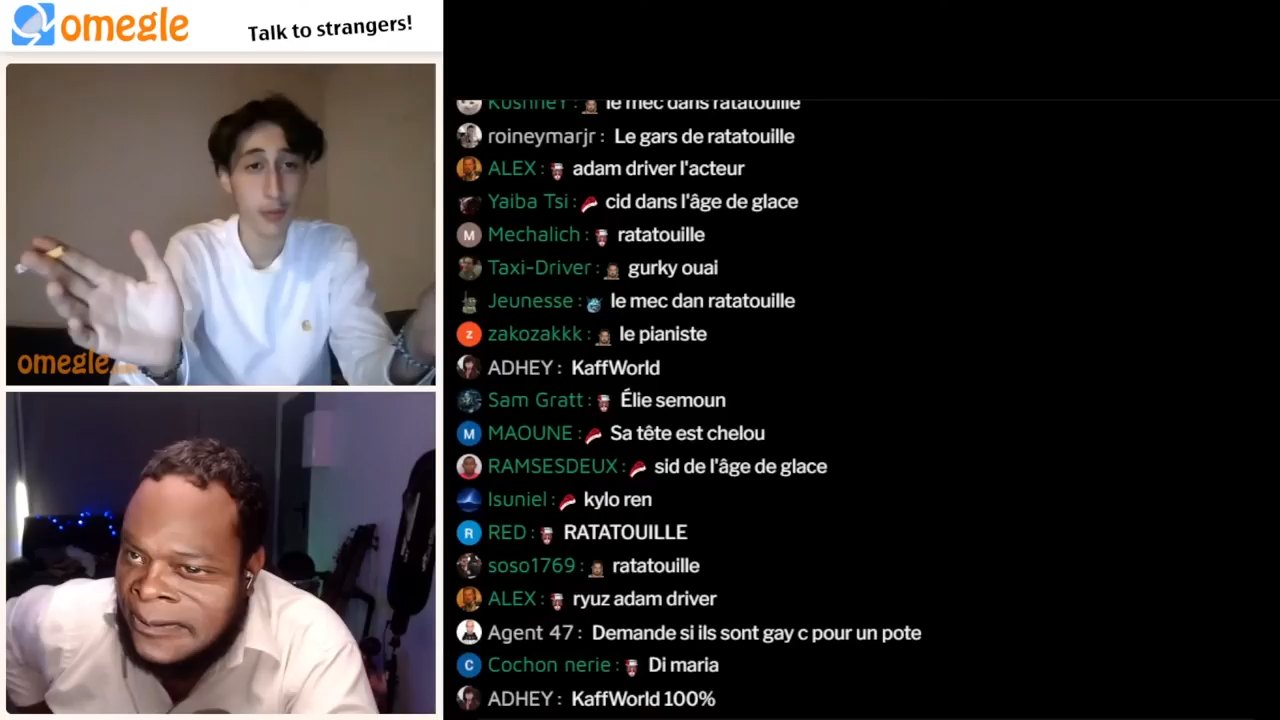 omegle
Talk to strangers!
omegle
KushneY : le mec dans ratatouille
roineymarjr : Le gars de ratatouille
ALEX : adam driver l'acteur
Yaiba Tsi : cid dans l'âge de glace
M Mechalich : ratatouille
Taxi-Driver : gurky ouai
Jeunesse : le mec dan ratatouille
z zakozakkk : le pianiste
ADHEY : KaffWorld
Sam Gratt : Élie semoun
M MAOUNE : Sa tête est chelou
RAMSESDEUX : sid de l'âge de glace
Isuniel : kylo ren
R RED : RATATOUILLE
soso1769 : ratatouille
ALEX : ryuz adam driver
Agent 47 : Demande si ils sont gay c pour un pote
C Cochon nerie : Di maria
ADHEY : KaffWorld 100%